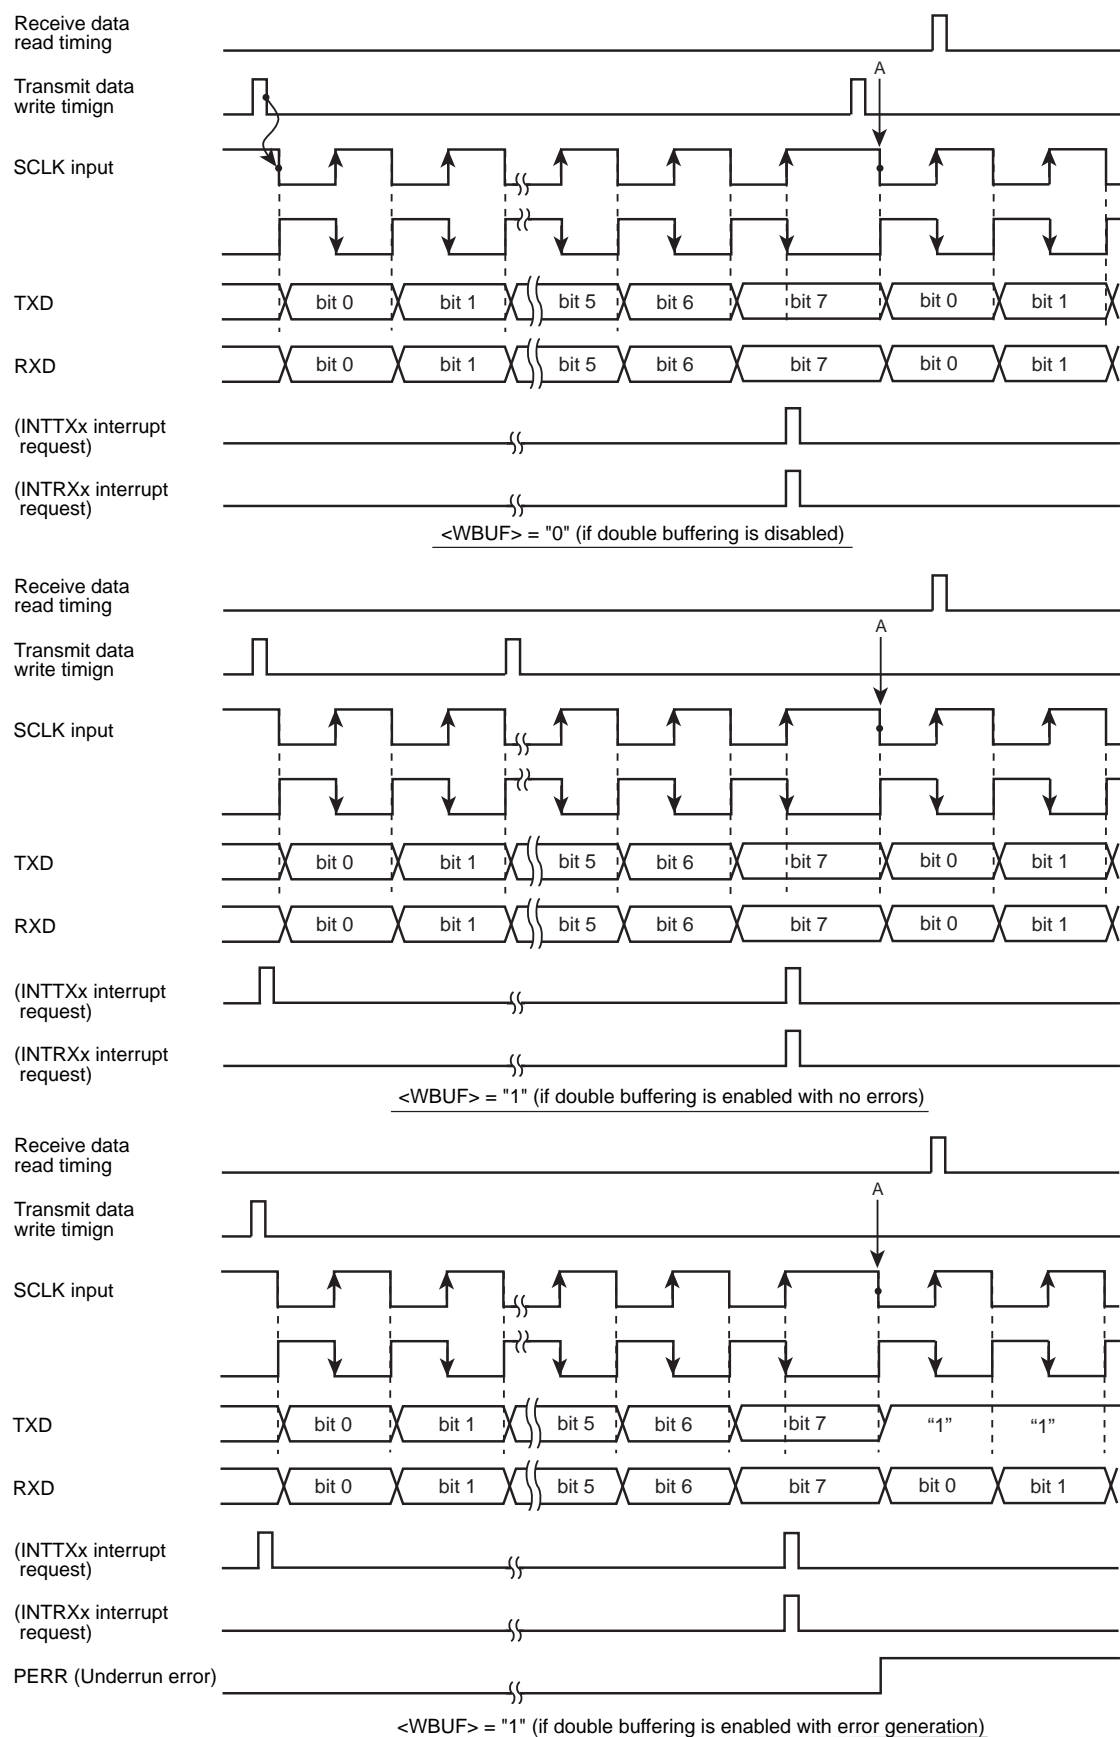 Receive data
read timing
Transmit data
write timign
A
SCLK input
TXD
bit 0 bit 1 bit 5 bit 6 bit 7 bit 0 bit 1
RXD
bit 0 bit 1 bit 5 bit 6 bit 7 bit 0 bit 1
(INTTXx interrupt
request)
(INTRXx interrupt
request)
<WBUF> = "0" (if double buffering is disabled)
Receive data
read timing
A
Transmit data
write timign
SCLK input
TXD
bit 0 bit 1 bit 5 bit 6 bit 7 bit 0 bit 1
RXD
bit 0 bit 1 bit 5 bit 6 bit 7 bit 0 bit 1
(INTTXx interrupt
request)
(INTRXx interrupt
request)
<WBUF> = "1" (if double buffering is enabled with no errors)
Receive data
read timing
A
Transmit data
write timign
SCLK input
TXD
bit 0 bit 1 bit 5 bit 6 bit 7 “1” “1”
RXD
bit 0 bit 1 bit 5 bit 6 bit 7 bit 0 bit 1
(INTTXx interrupt
request)
(INTRXx interrupt
request)
PERR (Underrun error)
<WBUF> = "1" (if double buffering is enabled with error generation)